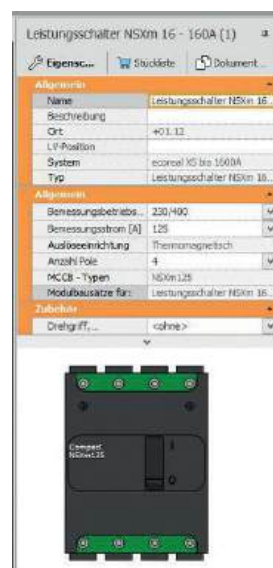 Leistungsschalter NSXm 16 - 160A (1)
Eigensc... Stückliste Dokument...
Allgemein
Name Leistungsschalter NSXm 16...
Beschreibung
Ort +01.12
LV-Position
System ecoreal XS bis 1600A
Typ Leistungsschalter NSXm 16...
Allgemein
Bemessungsbetriebs... 230/400
Bemessungsstrom [A] 125
Auslöseeinrichtung Thermomagnetisch
Anzahl Pole 4
MCCB - Typen NSXm125
Modulbausätze für: Leistungsschalter NSXm 16...
Zubehör
Drehgriff,... <ohne>
Compact
NSXm125
I
O